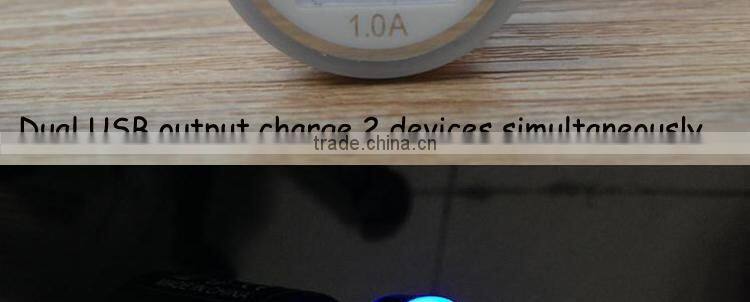 1.0A
Dual USB output charge 2 devices simultaneously
trade.china.cn